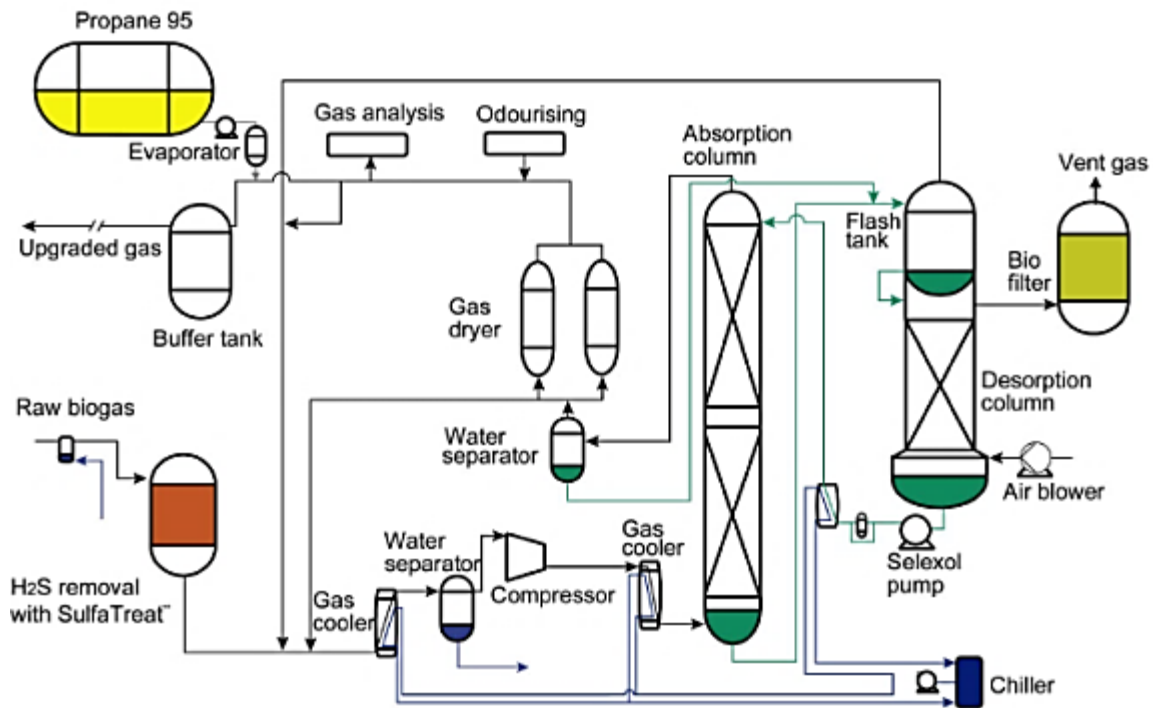 Propane 95
Evaporator
Gas analysis
Odourising
Absorption
column
Vent gas
Upgraded gas
Buffer tank
Gas
dryer
Flash
tank
Bio
filter
Raw biogas
Water
separator
Desorption
column
Air blower
H2S removal
with SulfaTreat™
Gas
cooler
Water
separator
Compressor
Gas
cooler
Selexol
pump
Chiller